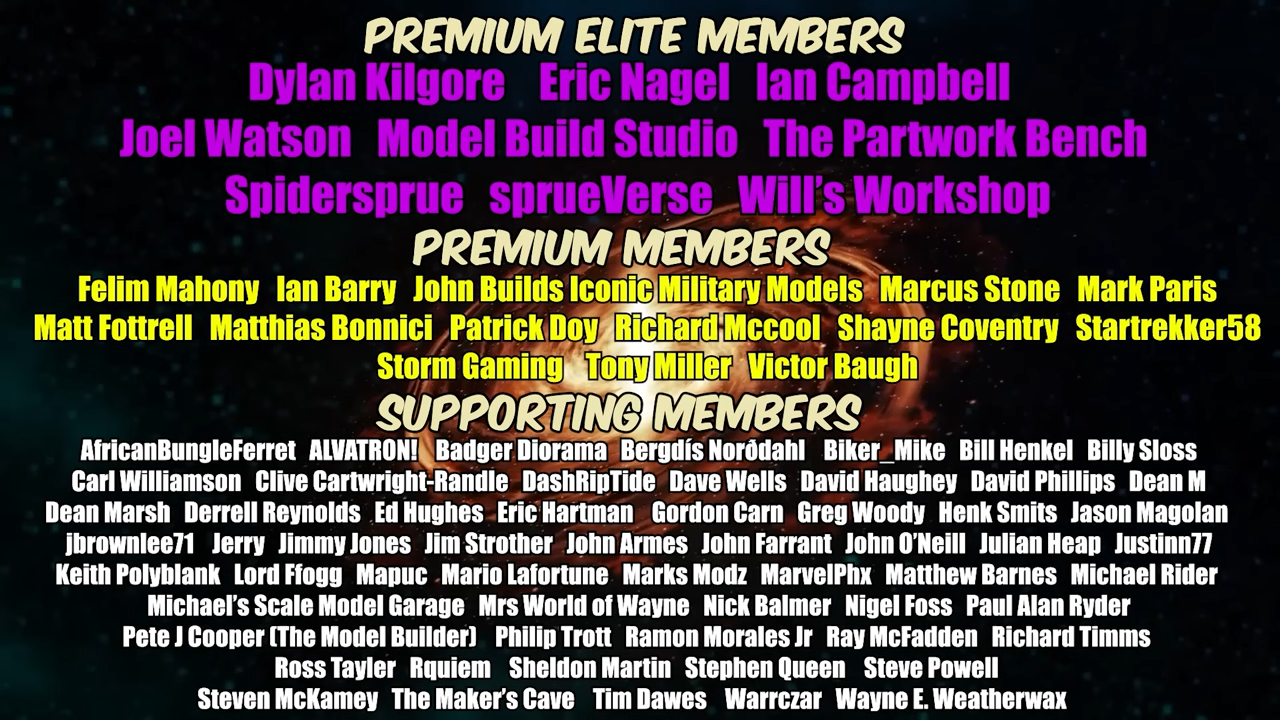 PREMIUM ELITE MEMBERS
Dylan Kilgore Eric Nagel Ian Campbell
Joel Watson Model Build Studio The Partwork Bench
Spidersprue sprueVerse Will's Workshop
PREMIUM MEMBERS
Felim Mahony Ian Barry John Builds Iconic Military Models Marcus Stone Mark Paris
Matt Fottrell Matthias Bonnici Patrick Doy Richard Mccool Shayne Coventry Startrekker58
Storm Gaming Tony Miller Victor Baugh
SUPPORTING MEMBERS
AfricanBungleFerret ALVATRON! Badger Diorama Bergdís Norðdahl Biker_Mike Bill Henkel Billy Sloss
Carl Williamson Clive Cartwright-Randle DashRipTide Dave Wells David Haughey David Phillips Dean M
Dean Marsh Derrell Reynolds Ed Hughes Eric Hartman Gordon Carn Greg Woody Henk Smits Jason Magolan
jbrownlee71 Jerry Jimmy Jones Jim Strother John Armes John Farrant John O'Neill Julian Heap Justinn77
Keith Polyblank Lord Ffogg Mapuc Mario Lafortune Marks Modz MarvelPhx Matthew Barnes Michael Rider
Michael's Scale Model Garage Mrs World of Wayne Nick Balmer Nigel Foss Paul Alan Ryder
Pete J Cooper (The Model Builder) Philip Trott Ramon Morales Jr Ray McFadden Richard Timms
Ross Tayler Rquiem Sheldon Martin Stephen Queen Steve Powell
Steven McKamey The Maker's Cave Tim Dawes Warrczar Wayne E. Weatherwax